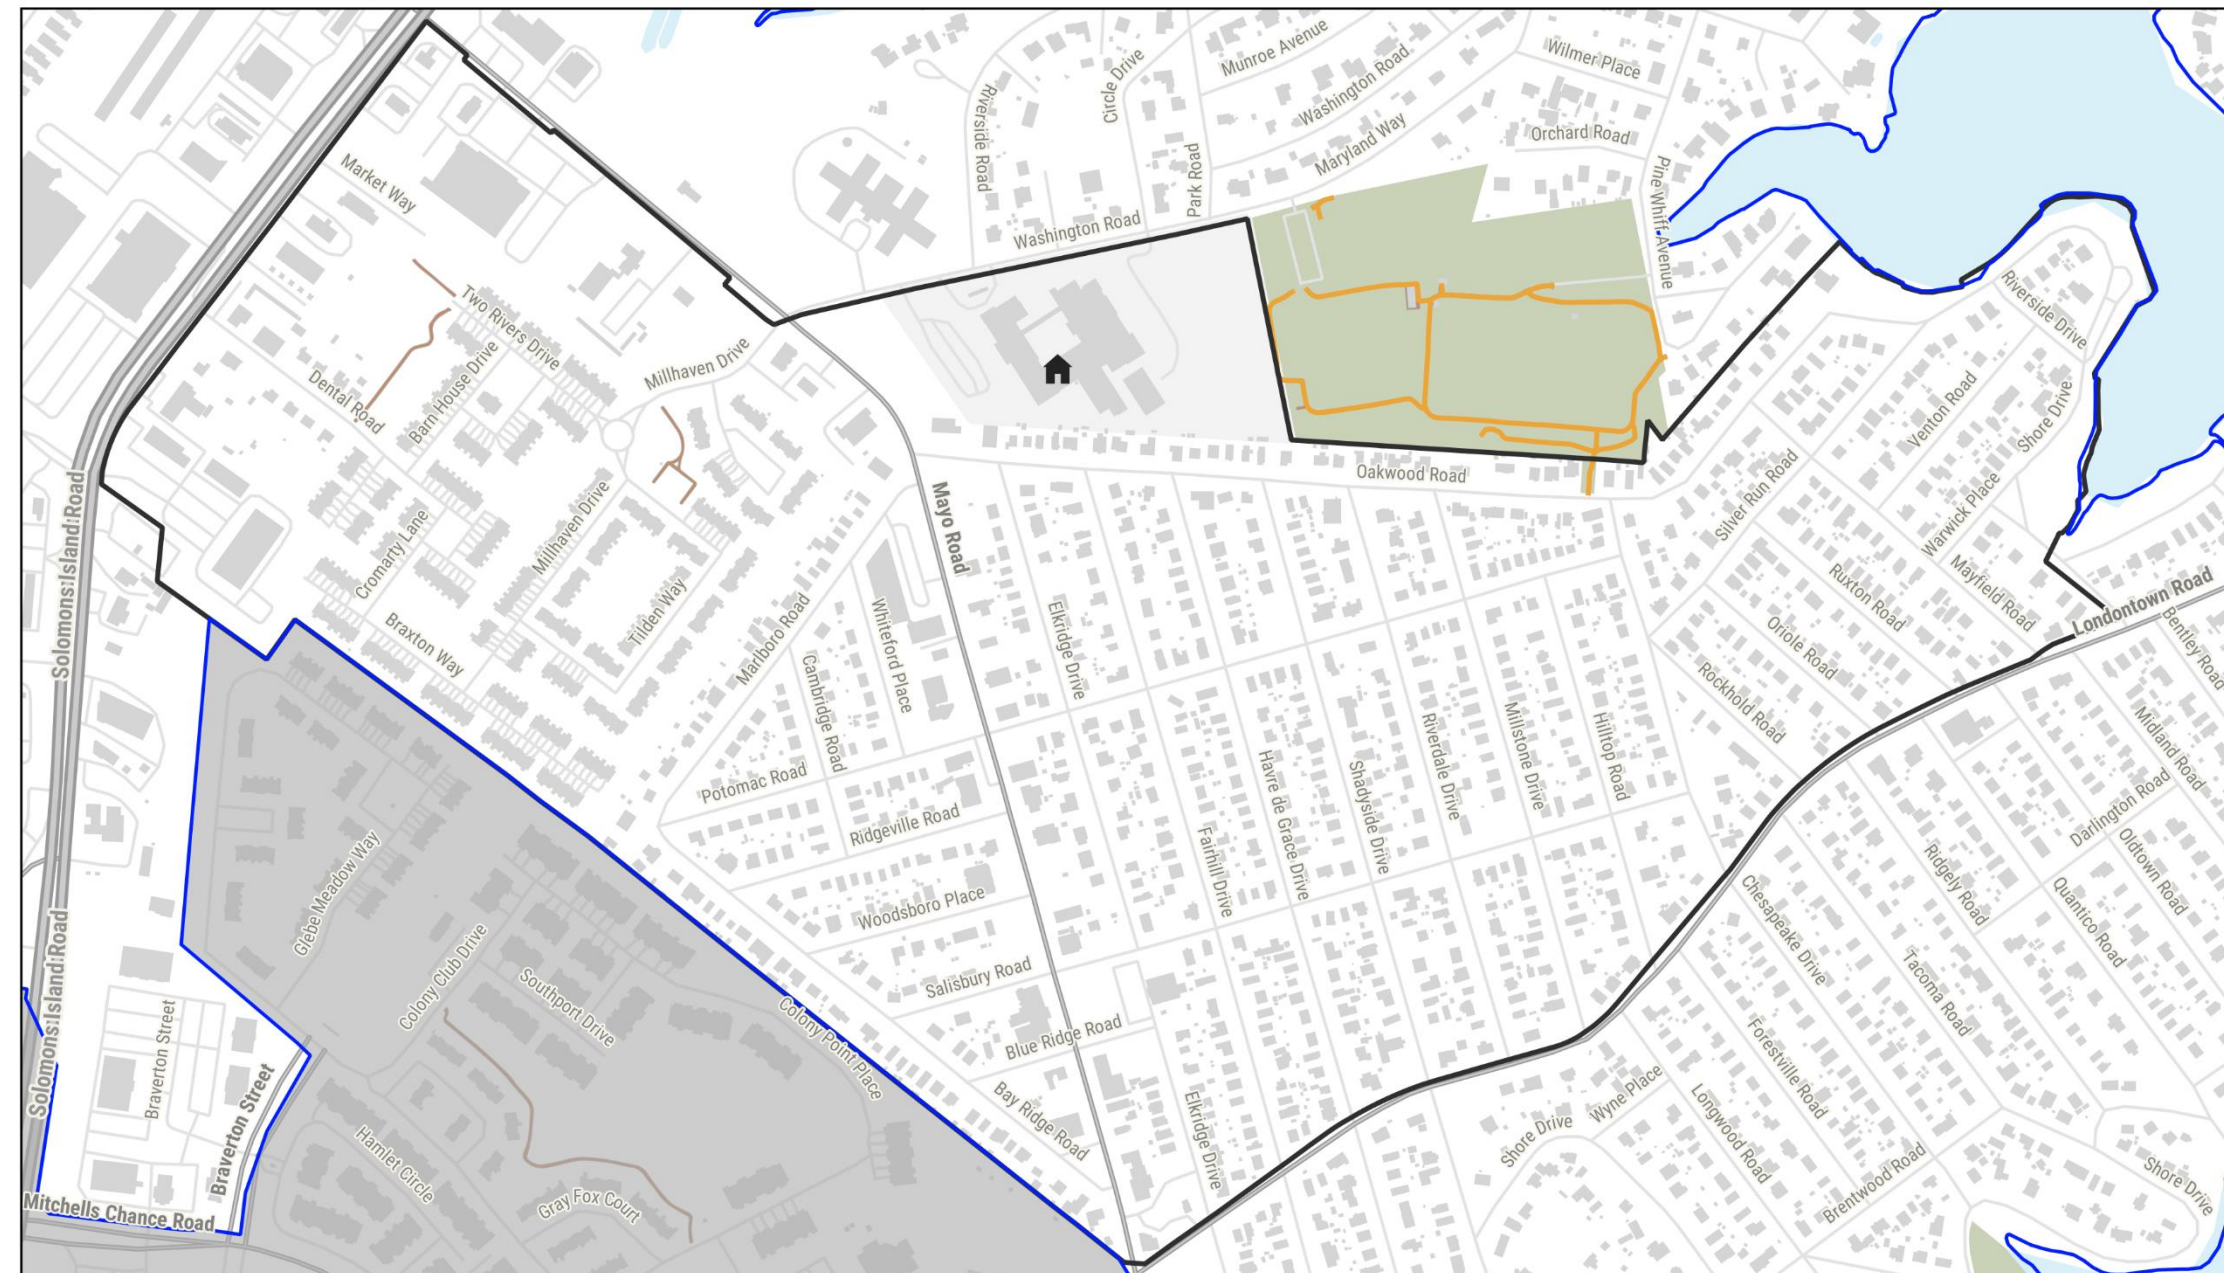 Munroe Avenue
Wilmer Place
Circle Drive
Washington Road
Riverside Road
Maryland Way
Orchard Road
Park Road
Pine Whiff Avenue
Market Way
Washington Road
Two Rivers Drive
Riverside Drive
Millhaven Drive
Dental Road
Barn House Drive
Venton Road
Shore Drive
Oakwood Road
Solomons Island Road
Mayo Road
Silver Run Road
Warwick Place
Millhaven Drive
Cromarty Lane
Mayfield Road
Ruxton Road
Londontown Road
Tilden Way
Marlboro Road
Whiteford Place
Elkridge Drive
Braxton Way
Oriole Road
Bentley Road
Cambridge Road
Rockhold Road
Riverdale Drive
Millstone Drive
Hilltop Road
Midland Road
Potomac Road
Havre de Grace Drive
Shadyside Drive
Ridgeville Road
Darlington Road
Fairhill Drive
Oldtown Road
Ridgely Road
Glebe Meadow Way
Woodsboro Place
Quantico Road
Chesapeake Drive
Colony Club Drive
Salisbury Road
Tacoma Road
Solomons Island Road
Southport Drive
Braverton Street
Blue Ridge Road
Colony Point Place
Forestville Road
Braverton Street
Bay Ridge Road
Wyne Place
Longwood Road
Shore Drive
Elkridge Drive
Hamlet Circle
Brentwood Road
Shore Drive
Mitchells Chance Road
Gray Fox Court